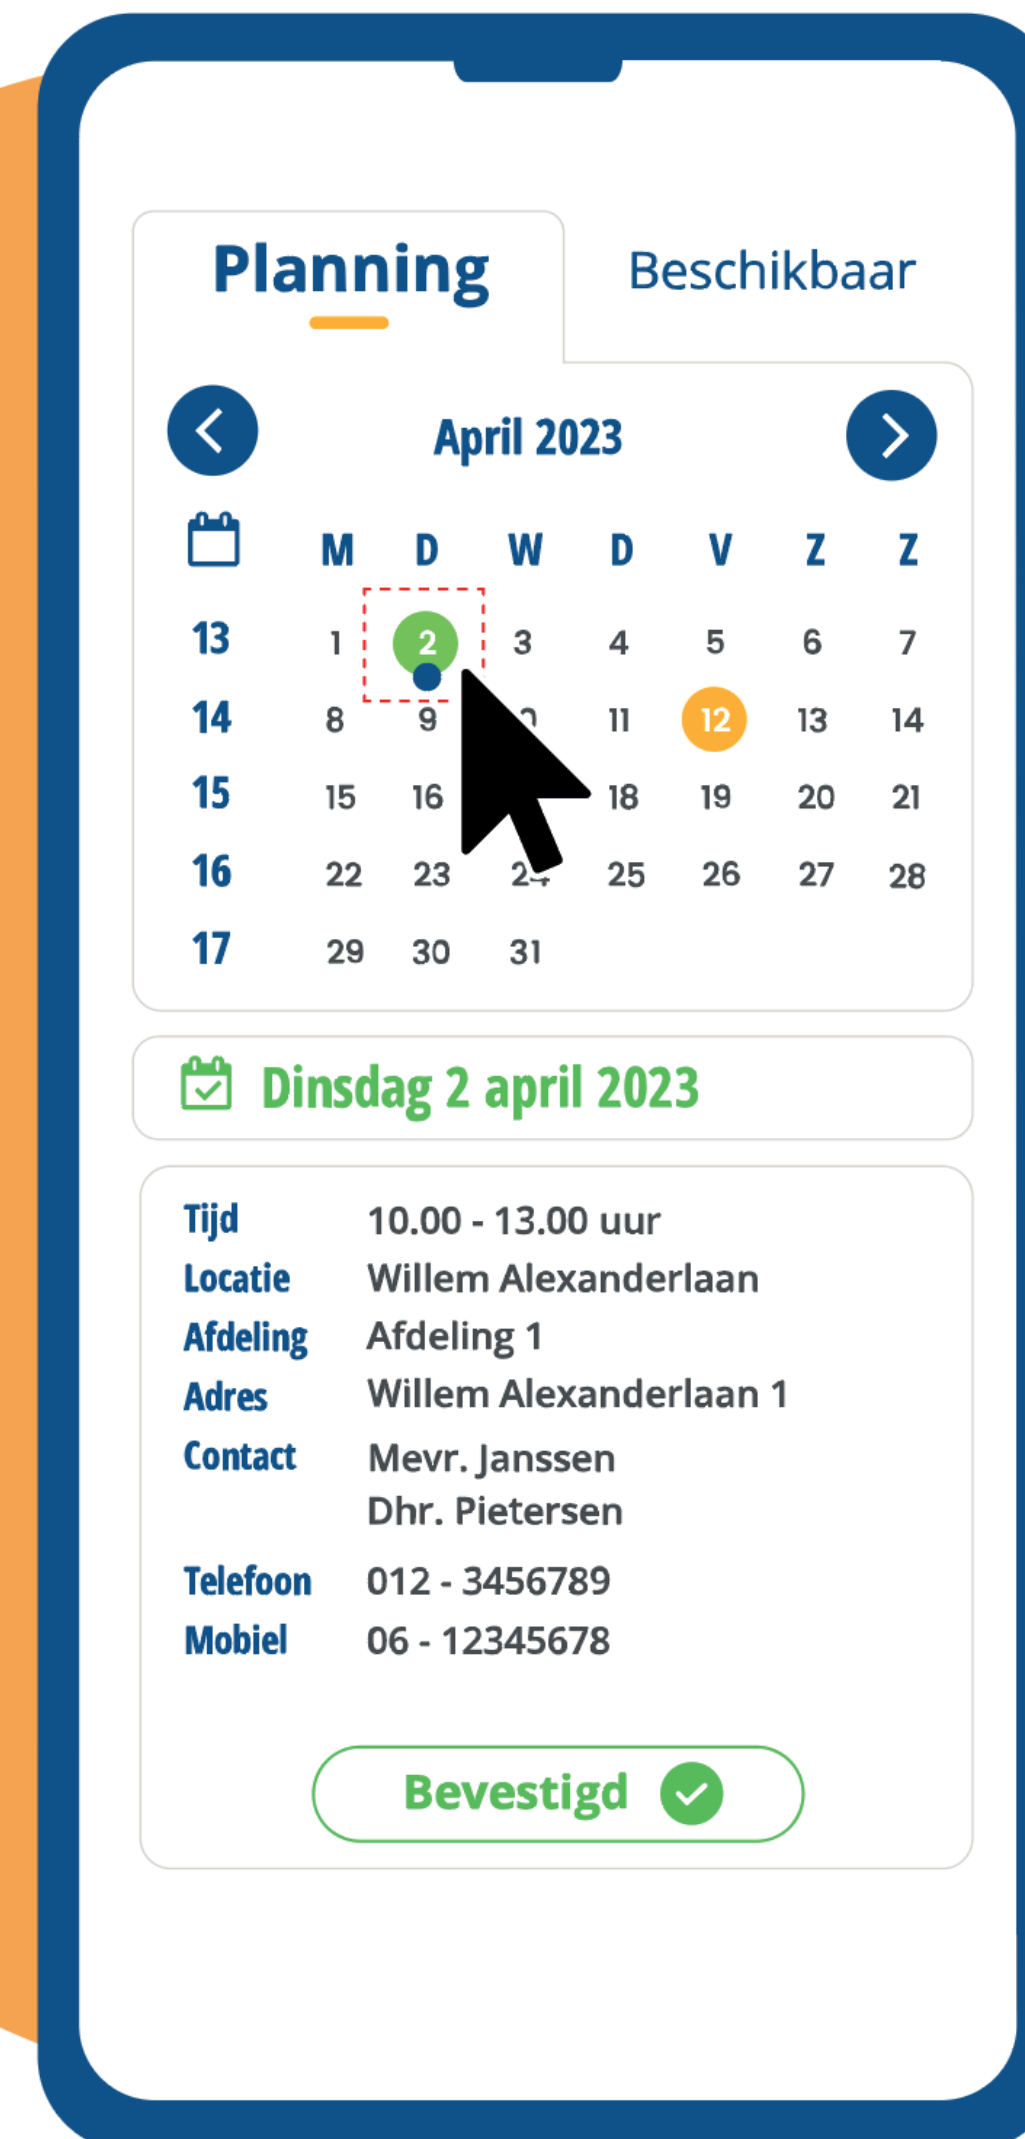 Planning Beschikbaar
April 2023
M D W D V Z Z
13 1 2 3 4 5 6 7
14 8 9 11 12 13 14
15 15 16 18 19 20 21
16 22 23 24 25 26 27 28
17 29 30 31
Dinsdag 2 april 2023
Tijd 10.00 - 13.00 uur
Locatie Willem Alexanderlaan
Afdeling Afdeling 1
Adres Willem Alexanderlaan 1
Contact Mevr. Janssen
Dhr. Pietersen
Telefoon 012 - 3456789
Mobiel 06 - 12345678
Bevestigd